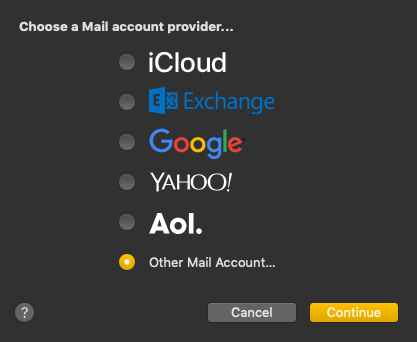 Choose a Mail account provider...
iCloud
Exchange
Google
YAHOO!
Aol.
Other Mail Account...
? Cancel Continue